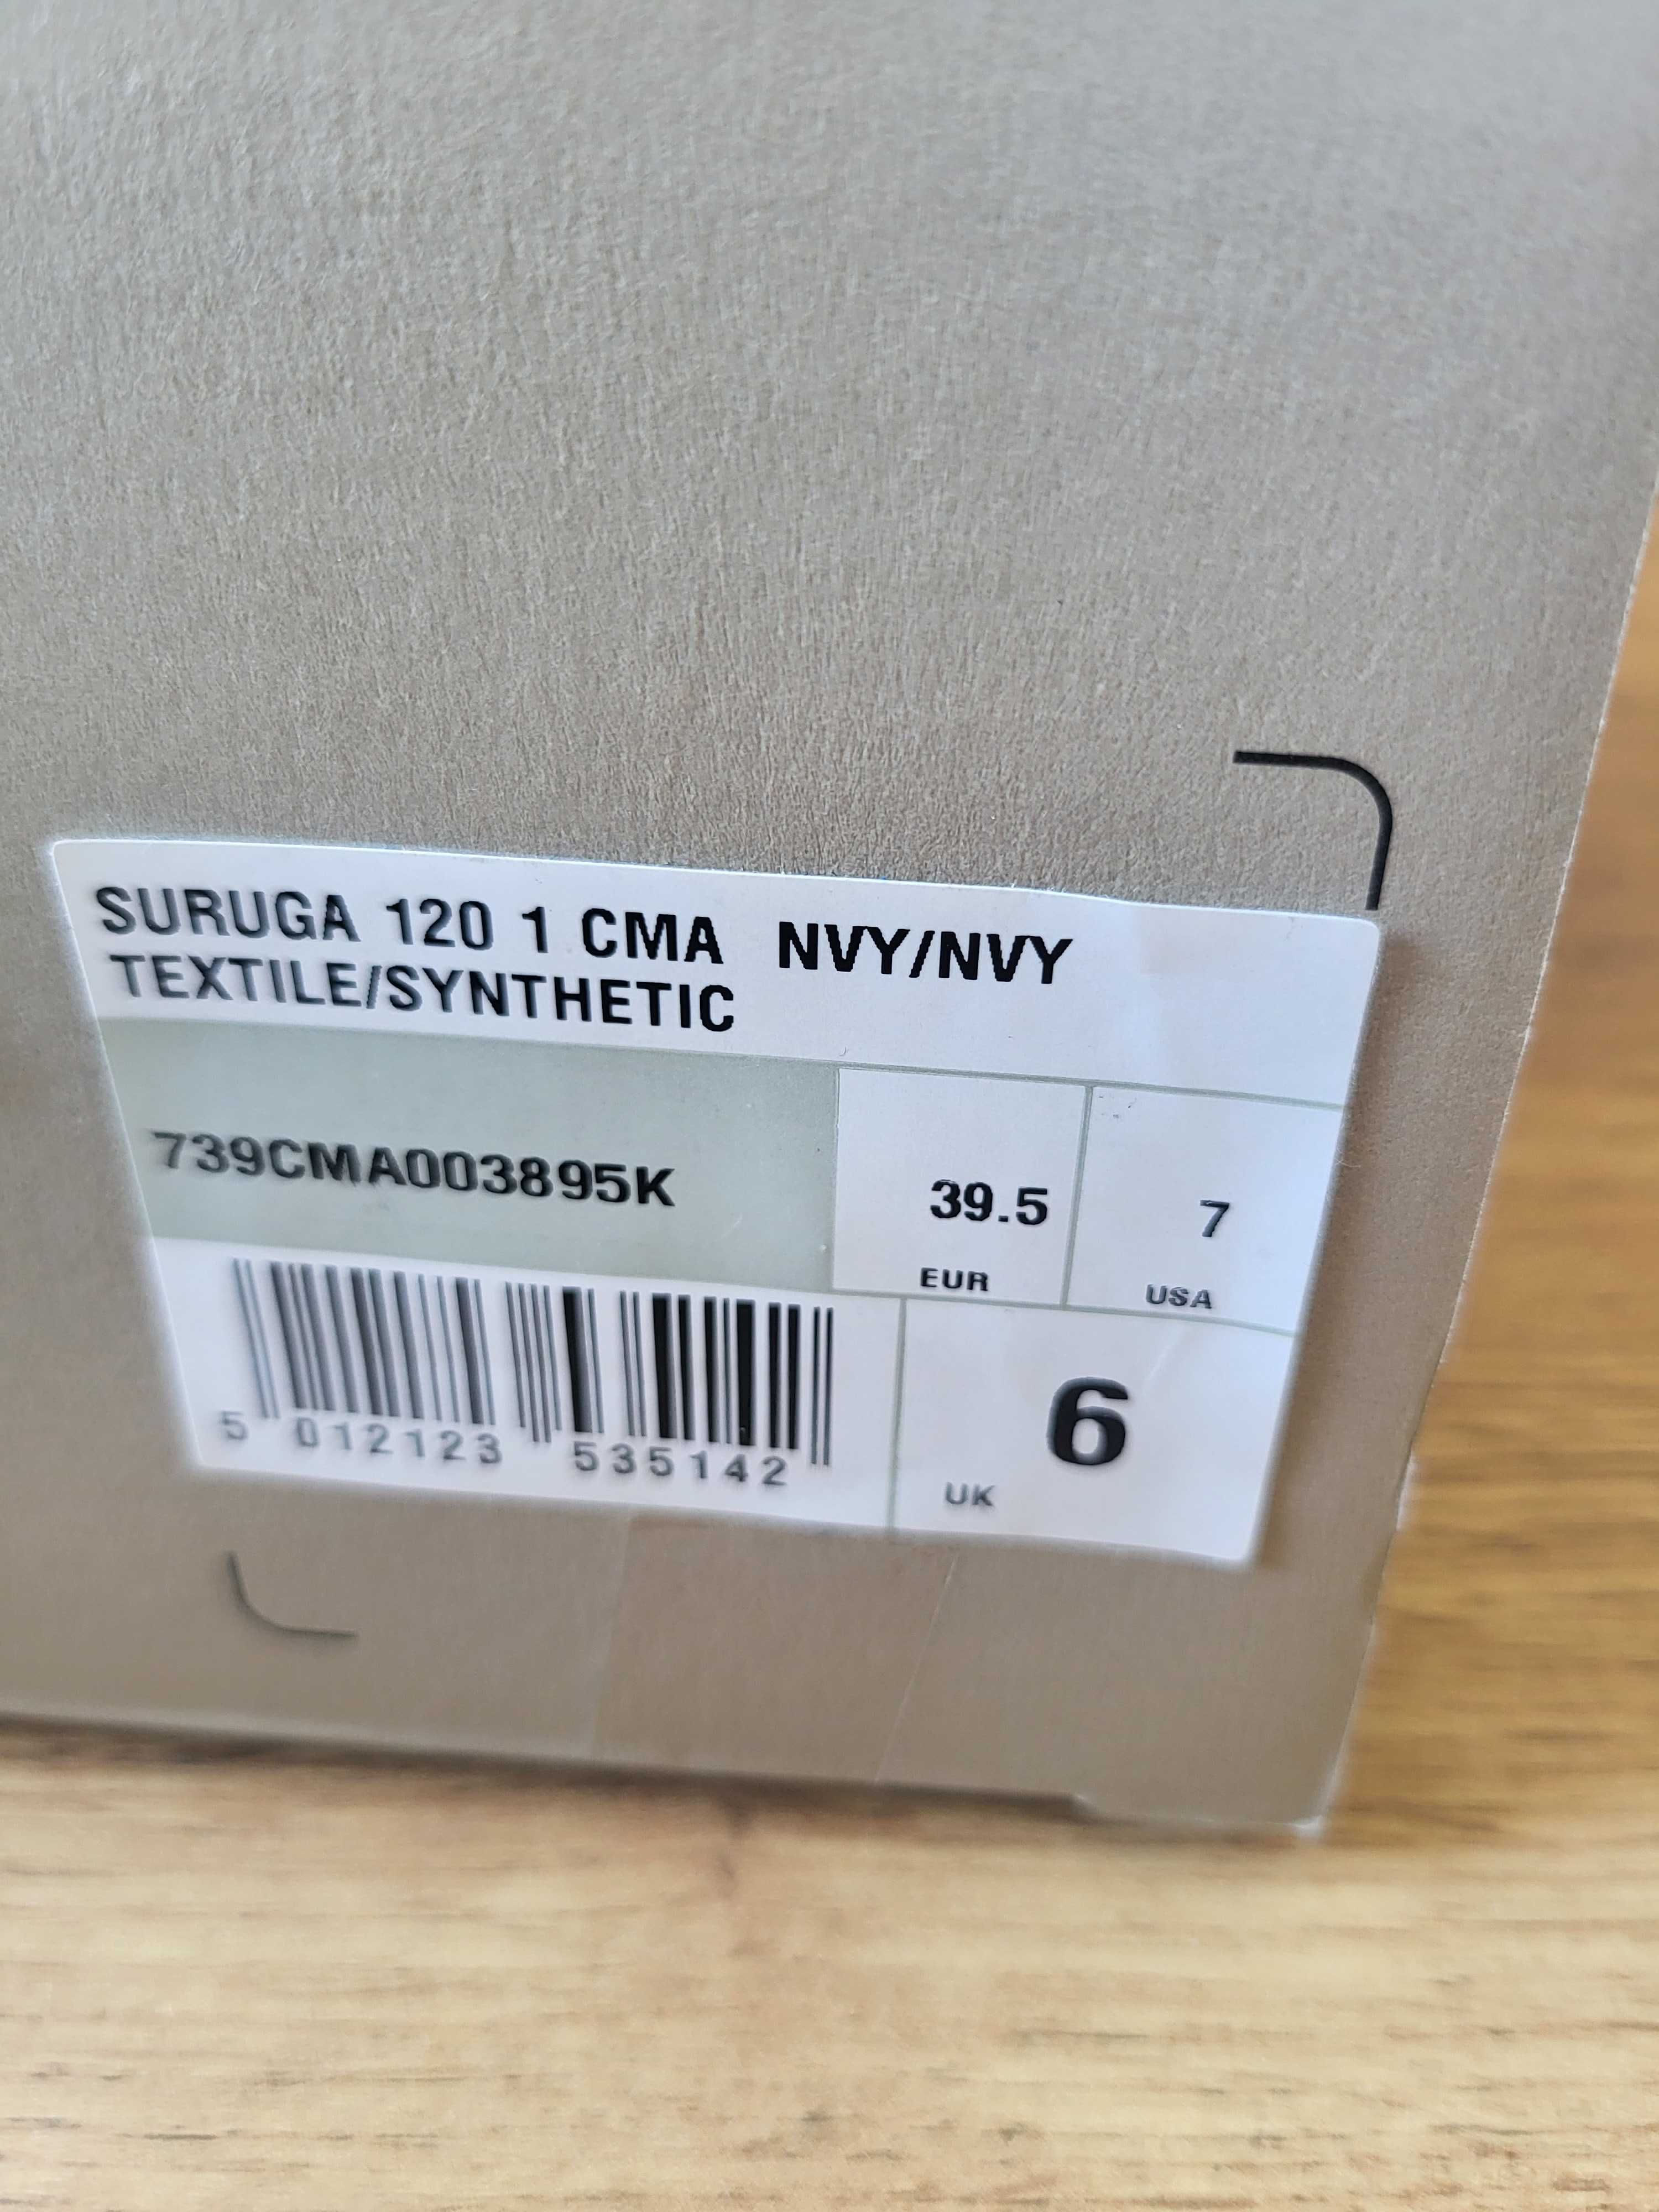 SURUGA 120 1 CMA NVY/NVY
TEXTILE/SYNTHETIC
739CMA003895K
39.5
EUR
7
USA
5 012123 535142
6
UK